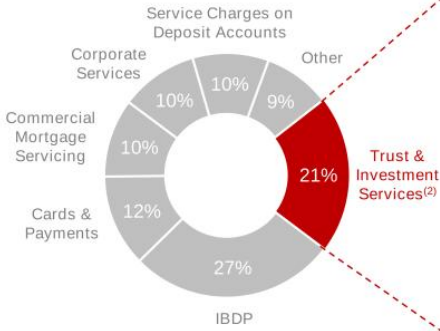 Service Charges on
Deposit Accounts
Other
Corporate
Services
Commercial
Mortgage
Servicing
Cards &
Payments
IBDP
Trust &
Investment
Services(2)
10%
9%
10%
10%
12%
27%
21%